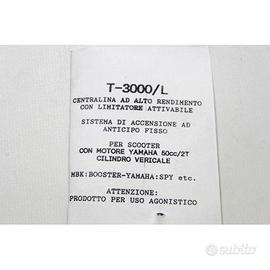 T-3000/L
CENTRALINA AD ALTO RENDIMENTO
CON LIMITATORE ATTIVABILE
SISTEMA DI ACCENSIONE AD
ANTICIPO FISSO
PER SCOOTER
CON MOTORE YAMAHA 50cc/2T
CILINDRO VERICALE
MBK:BOOSTER-YAMAHA:SPY etc.
ATTENZIONE:
PRODOTTO PER USO AGONISTICO
subito